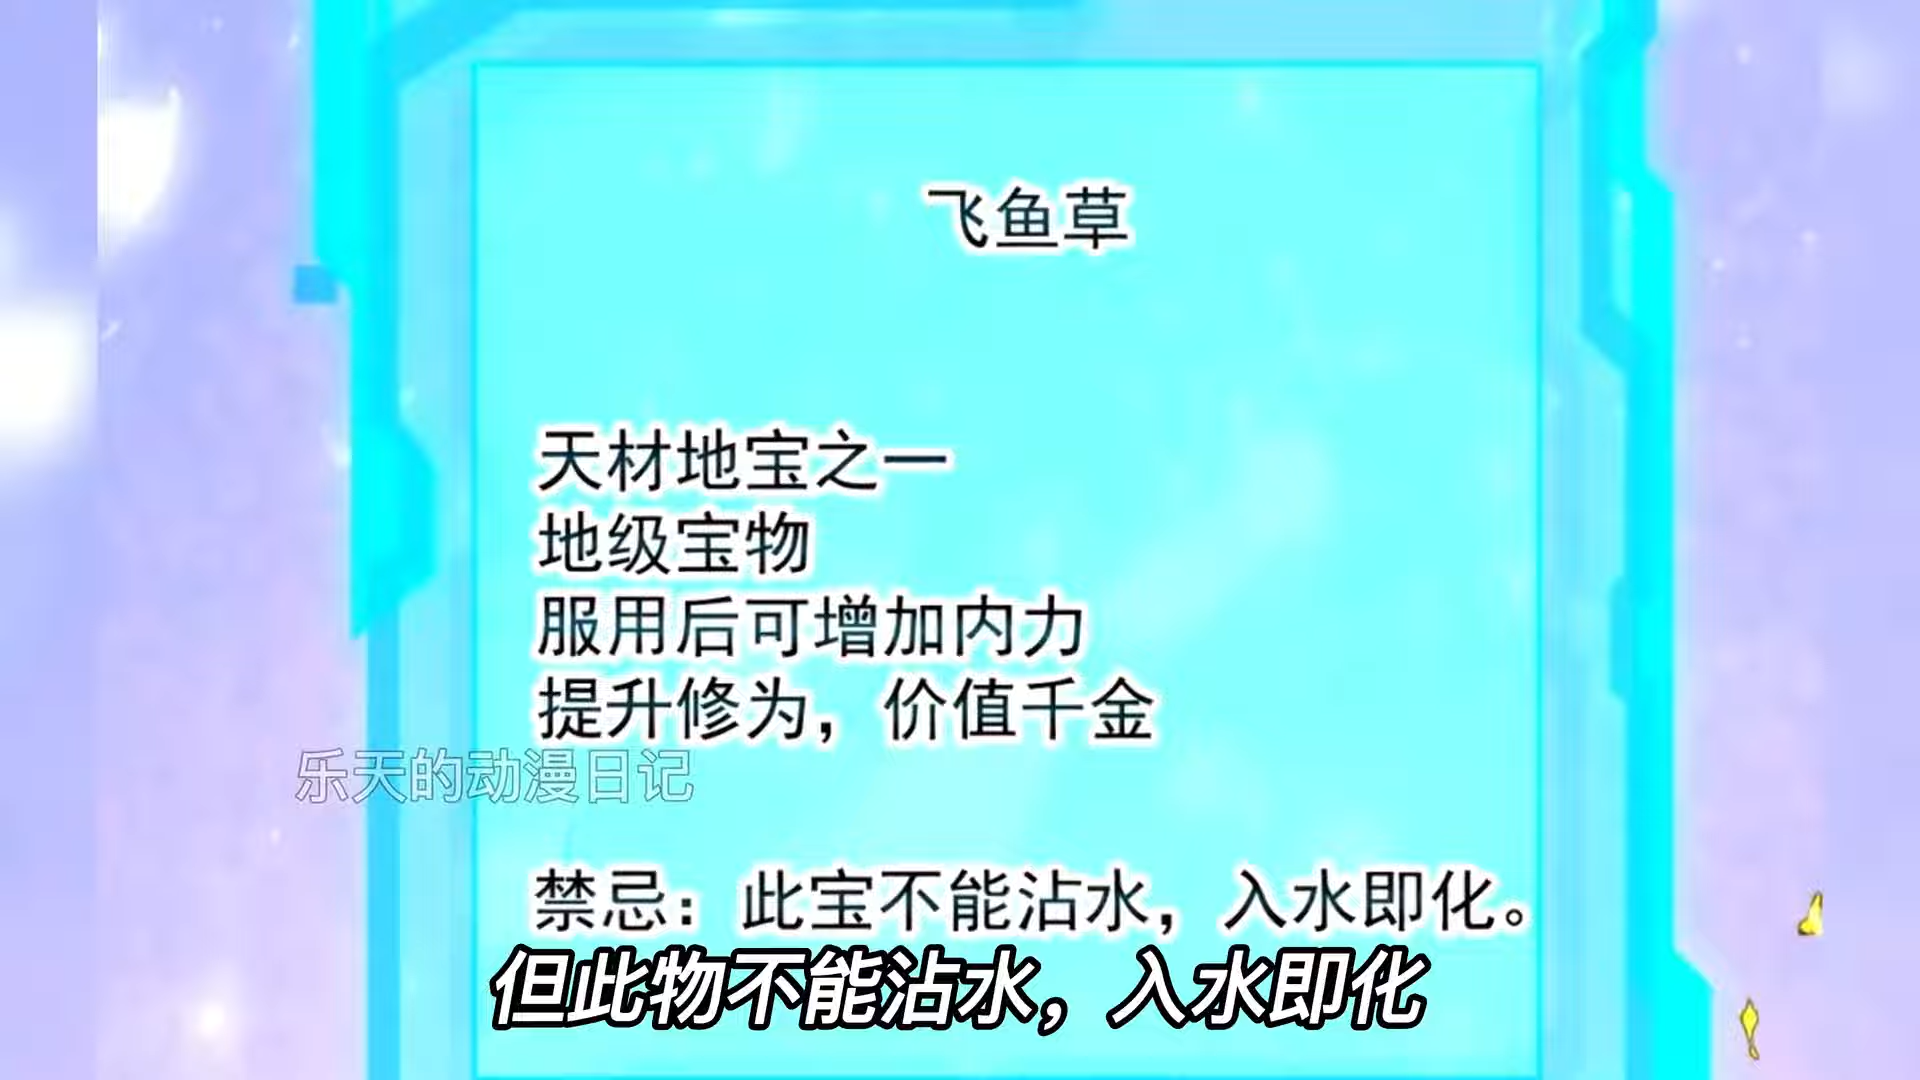 飞鱼草
天材地宝之一
地级宝物
服用后可增加内力
提升修为，价值千金
乐天的动漫日记
禁忌：此宝不能沾水，入水即化。
但此物不能沾水，入水即化